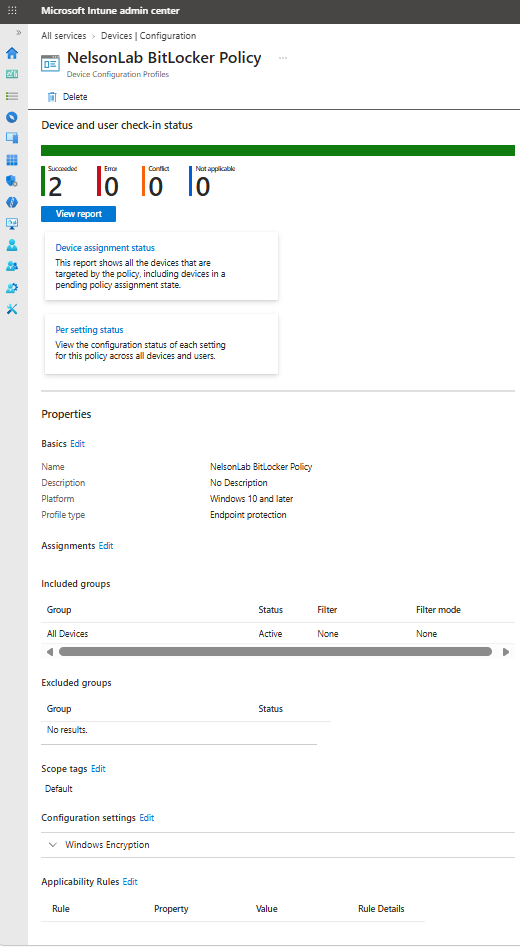 Microsoft Intune admin center
All services > Devices | Configuration
NelsonLab BitLocker Policy ...
Device Configuration Profiles
Delete
Device and user check-in status
Succeeded Error Conflict Not applicable
2 0 0 0
View report
Device assignment status
This report shows all the devices that are
targeted by the policy, including devices in a
pending policy assignment state.
Per setting status
View the configuration status of each setting
for this policy across all devices and users.
Properties
Basics Edit
Name NelsonLab BitLocker Policy
Description No Description
Platform Windows 10 and later
Profile type Endpoint protection
Assignments Edit
Included groups
Group Status Filter Filter mode
All Devices Active None None
Excluded groups
Group Status
No results.
Scope tags Edit
Default
Configuration settings Edit
Windows Encryption
Applicability Rules Edit
Rule Property Value Rule Details